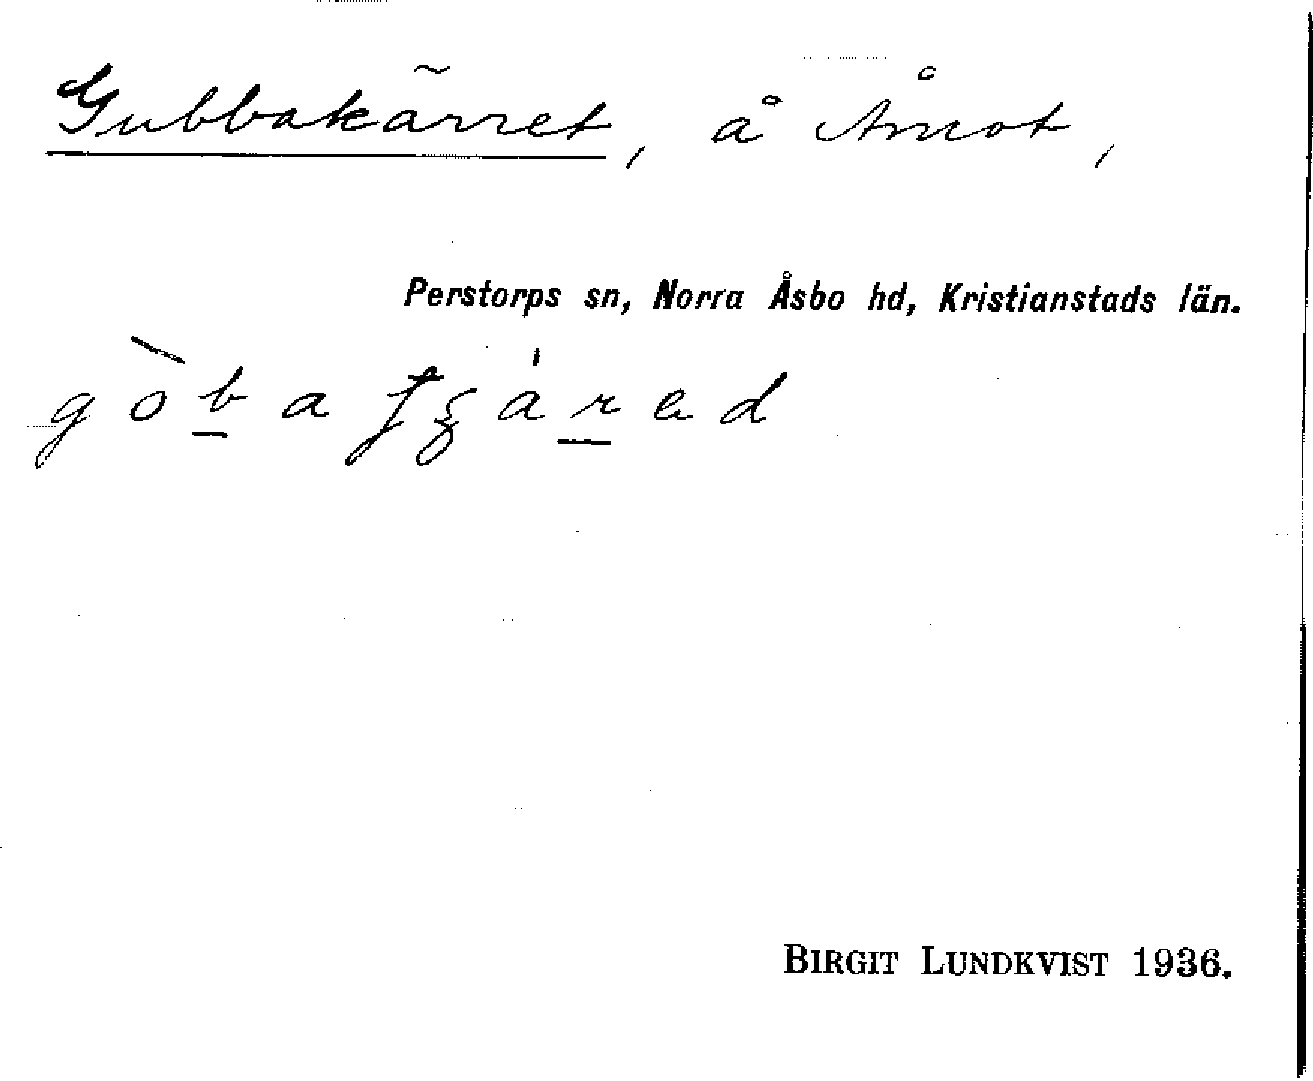 Gubbakärret, å Åmot,
Perstorps sn, Norra Åsbo hd, Kristianstads län.
BIRGIT LUNDKVIST 1936.